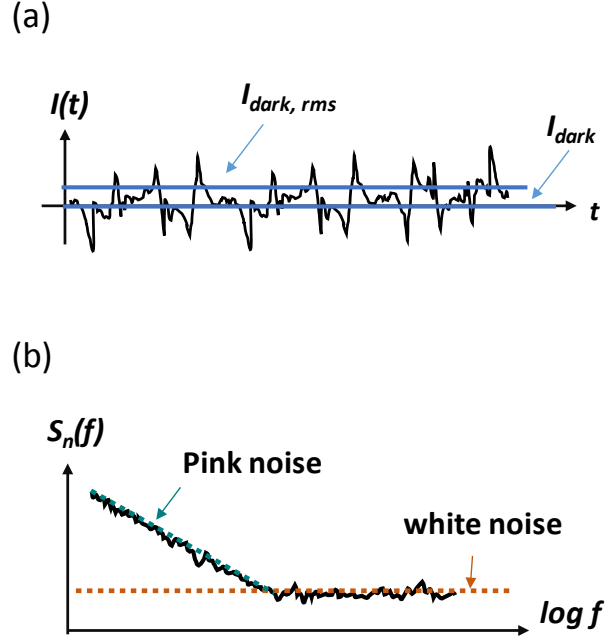 (a)
I(t)
I_dark, rms
I_dark
t
(b)
S_n(f)
Pink noise
white noise
log f